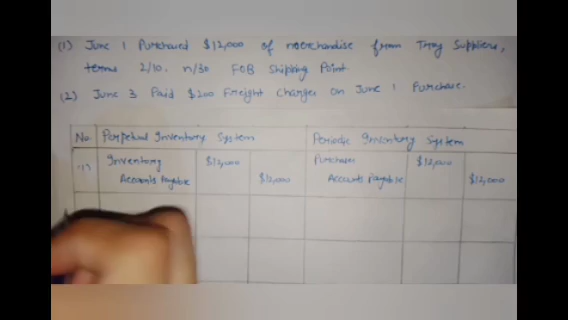 (1) June 1 Purchased $12,000 of merchandise from Troy Suppliers,
terms 2/10. n/30 FOB Shipping Point
(2) June 3 Paid $200 Freight Charges on June 1 Purchase.
No Perpetual Inventory System Periodic Inventory System
(1) Inventory $12,000 Purchases $12,000
Accounts Payable $12,000 Accounts Payable $12,000